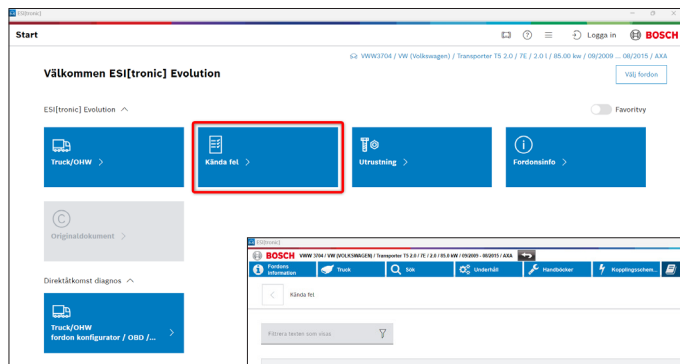 ESI[tronic]
Start
Logga in
BOSCH
VWW3704 / VW (Volkswagen) / Transporter T5 2.0 / 7E / 2.0 l / 85.00 kw / 09/2009 ... 08/2015 / AXA
Välkommen ESI[tronic] Evolution
Välj fordon
ESI[tronic] Evolution
Favoritvy
Truck/OHW
Kända fel
Utrustning
Fordonsinfo
Originaldokument
ESI[tronic]
BOSCH VWW 3704 / VW (VOLKSWAGEN) / Transporter T5 2.0 / 7E / 2.0 / 85.0 kW / 09/2009 - 08/2015 / AXA
Fordons Information
Truck
Sök
Underhåll
Handböcker
Kopplingsschem...
Direktåtkomst diagnos
Kända fel
Truck/OHW
fordon konfigurator / OBD /...
Filtrera texten som visas